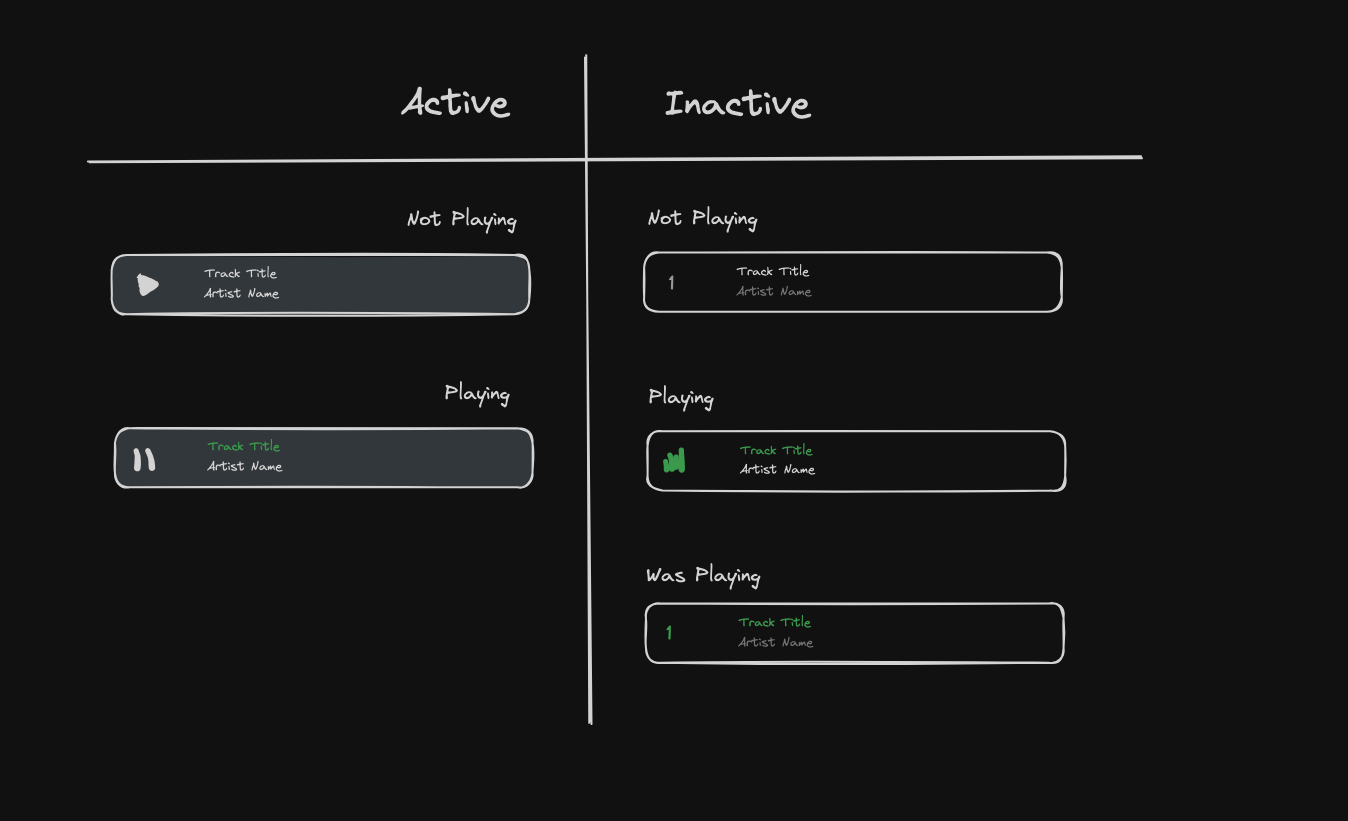 Active
Inactive
Not Playing
Track Title
Artist Name
Playing
Track Title
Artist Name
Not Playing
1
Track Title
Artist Name
Playing
Track Title
Artist Name
Was Playing
1
Track Title
Artist Name